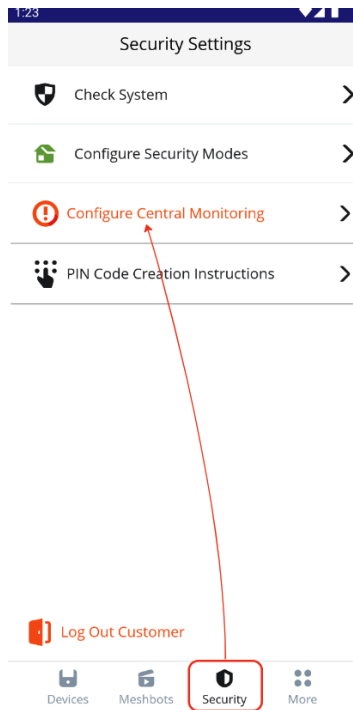 1:23
Security Settings
Check System
Configure Security Modes
Configure Central Monitoring
PIN Code Creation Instructions
Log Out Customer
Devices Meshbots Security More